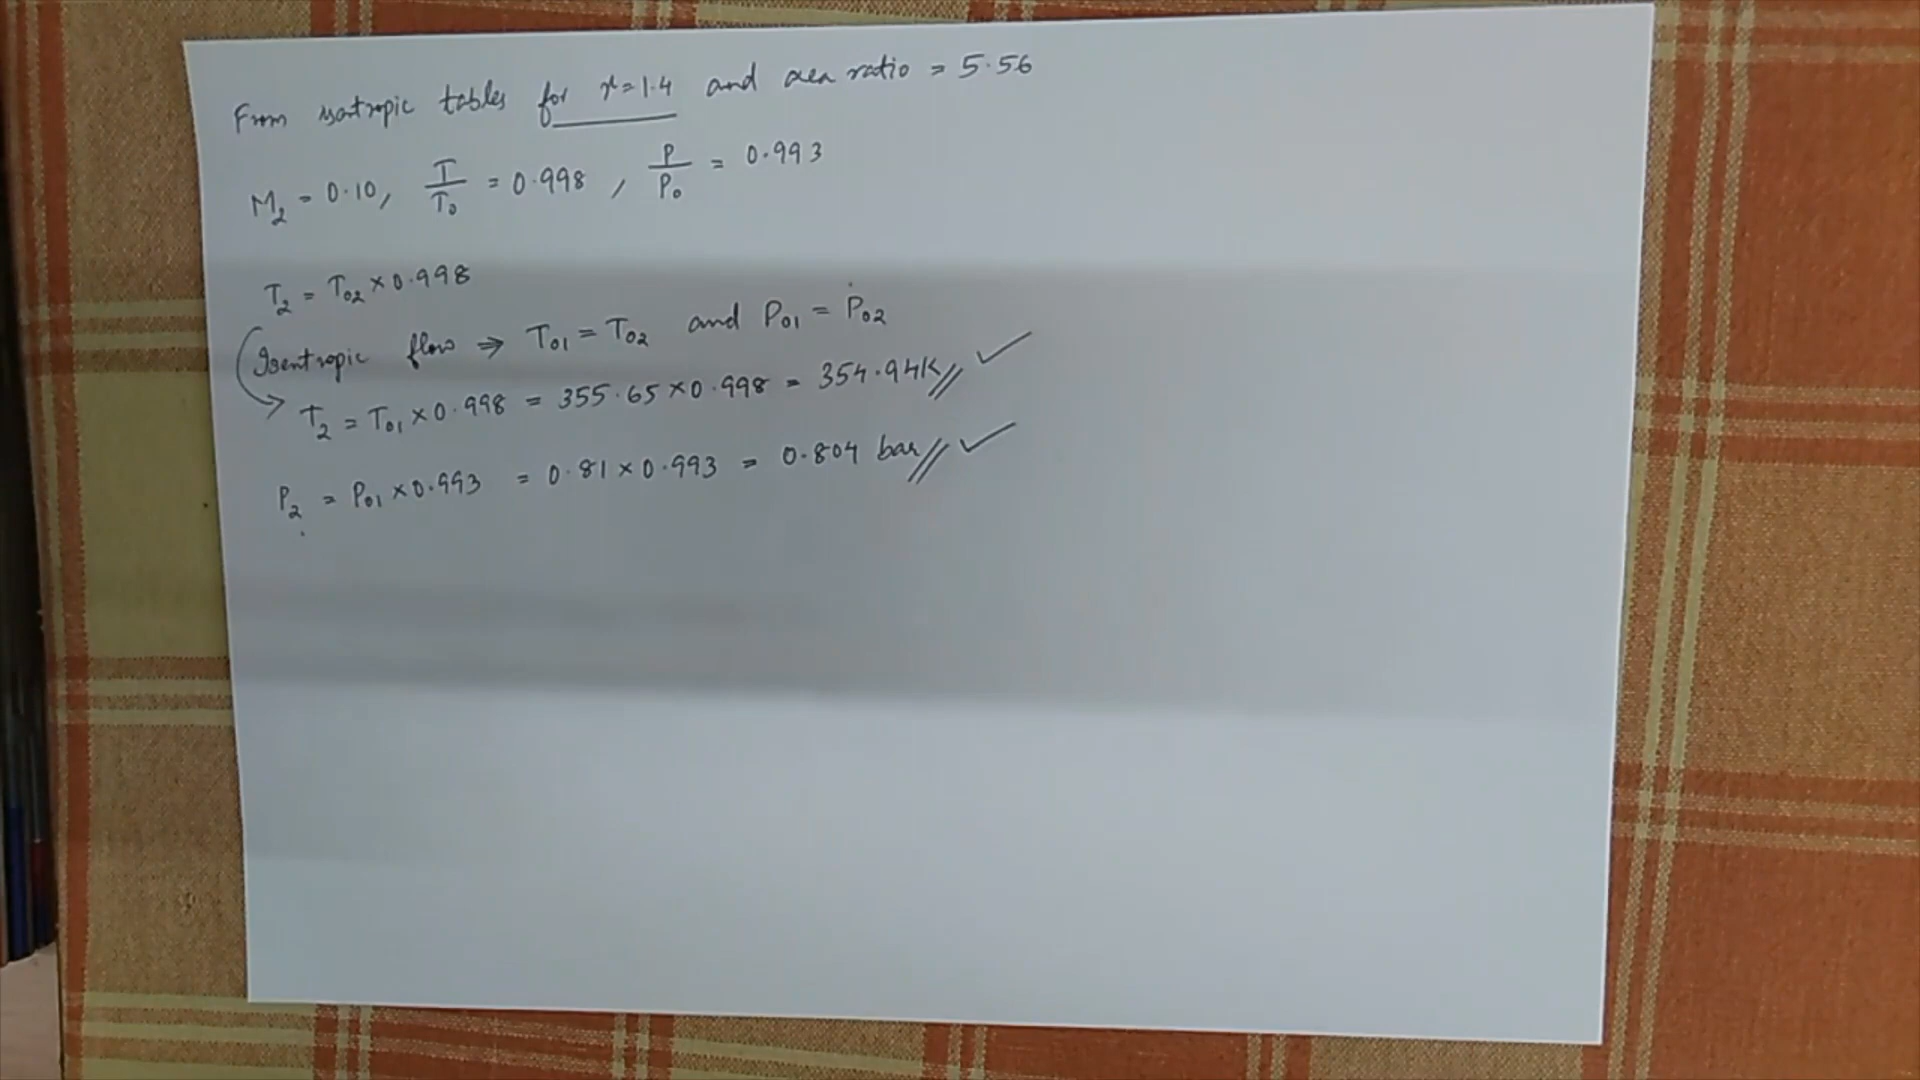 From isentropic tables for γ=1.4 and area ratio = 5.56
M₂ = 0.10, T/T₀ = 0.998, P/P₀ = 0.993
T₂ = T₀₂ × 0.998
Isentropic flow ⇒ T₀₁ = T₀₂ and P₀₁ = P₀₂
T₂ = T₀₁ × 0.998 = 355.65 × 0.998 = 354.94K// ✓
P₂ = P₀₁ × 0.993 = 0.81 × 0.993 = 0.804 bar// ✓